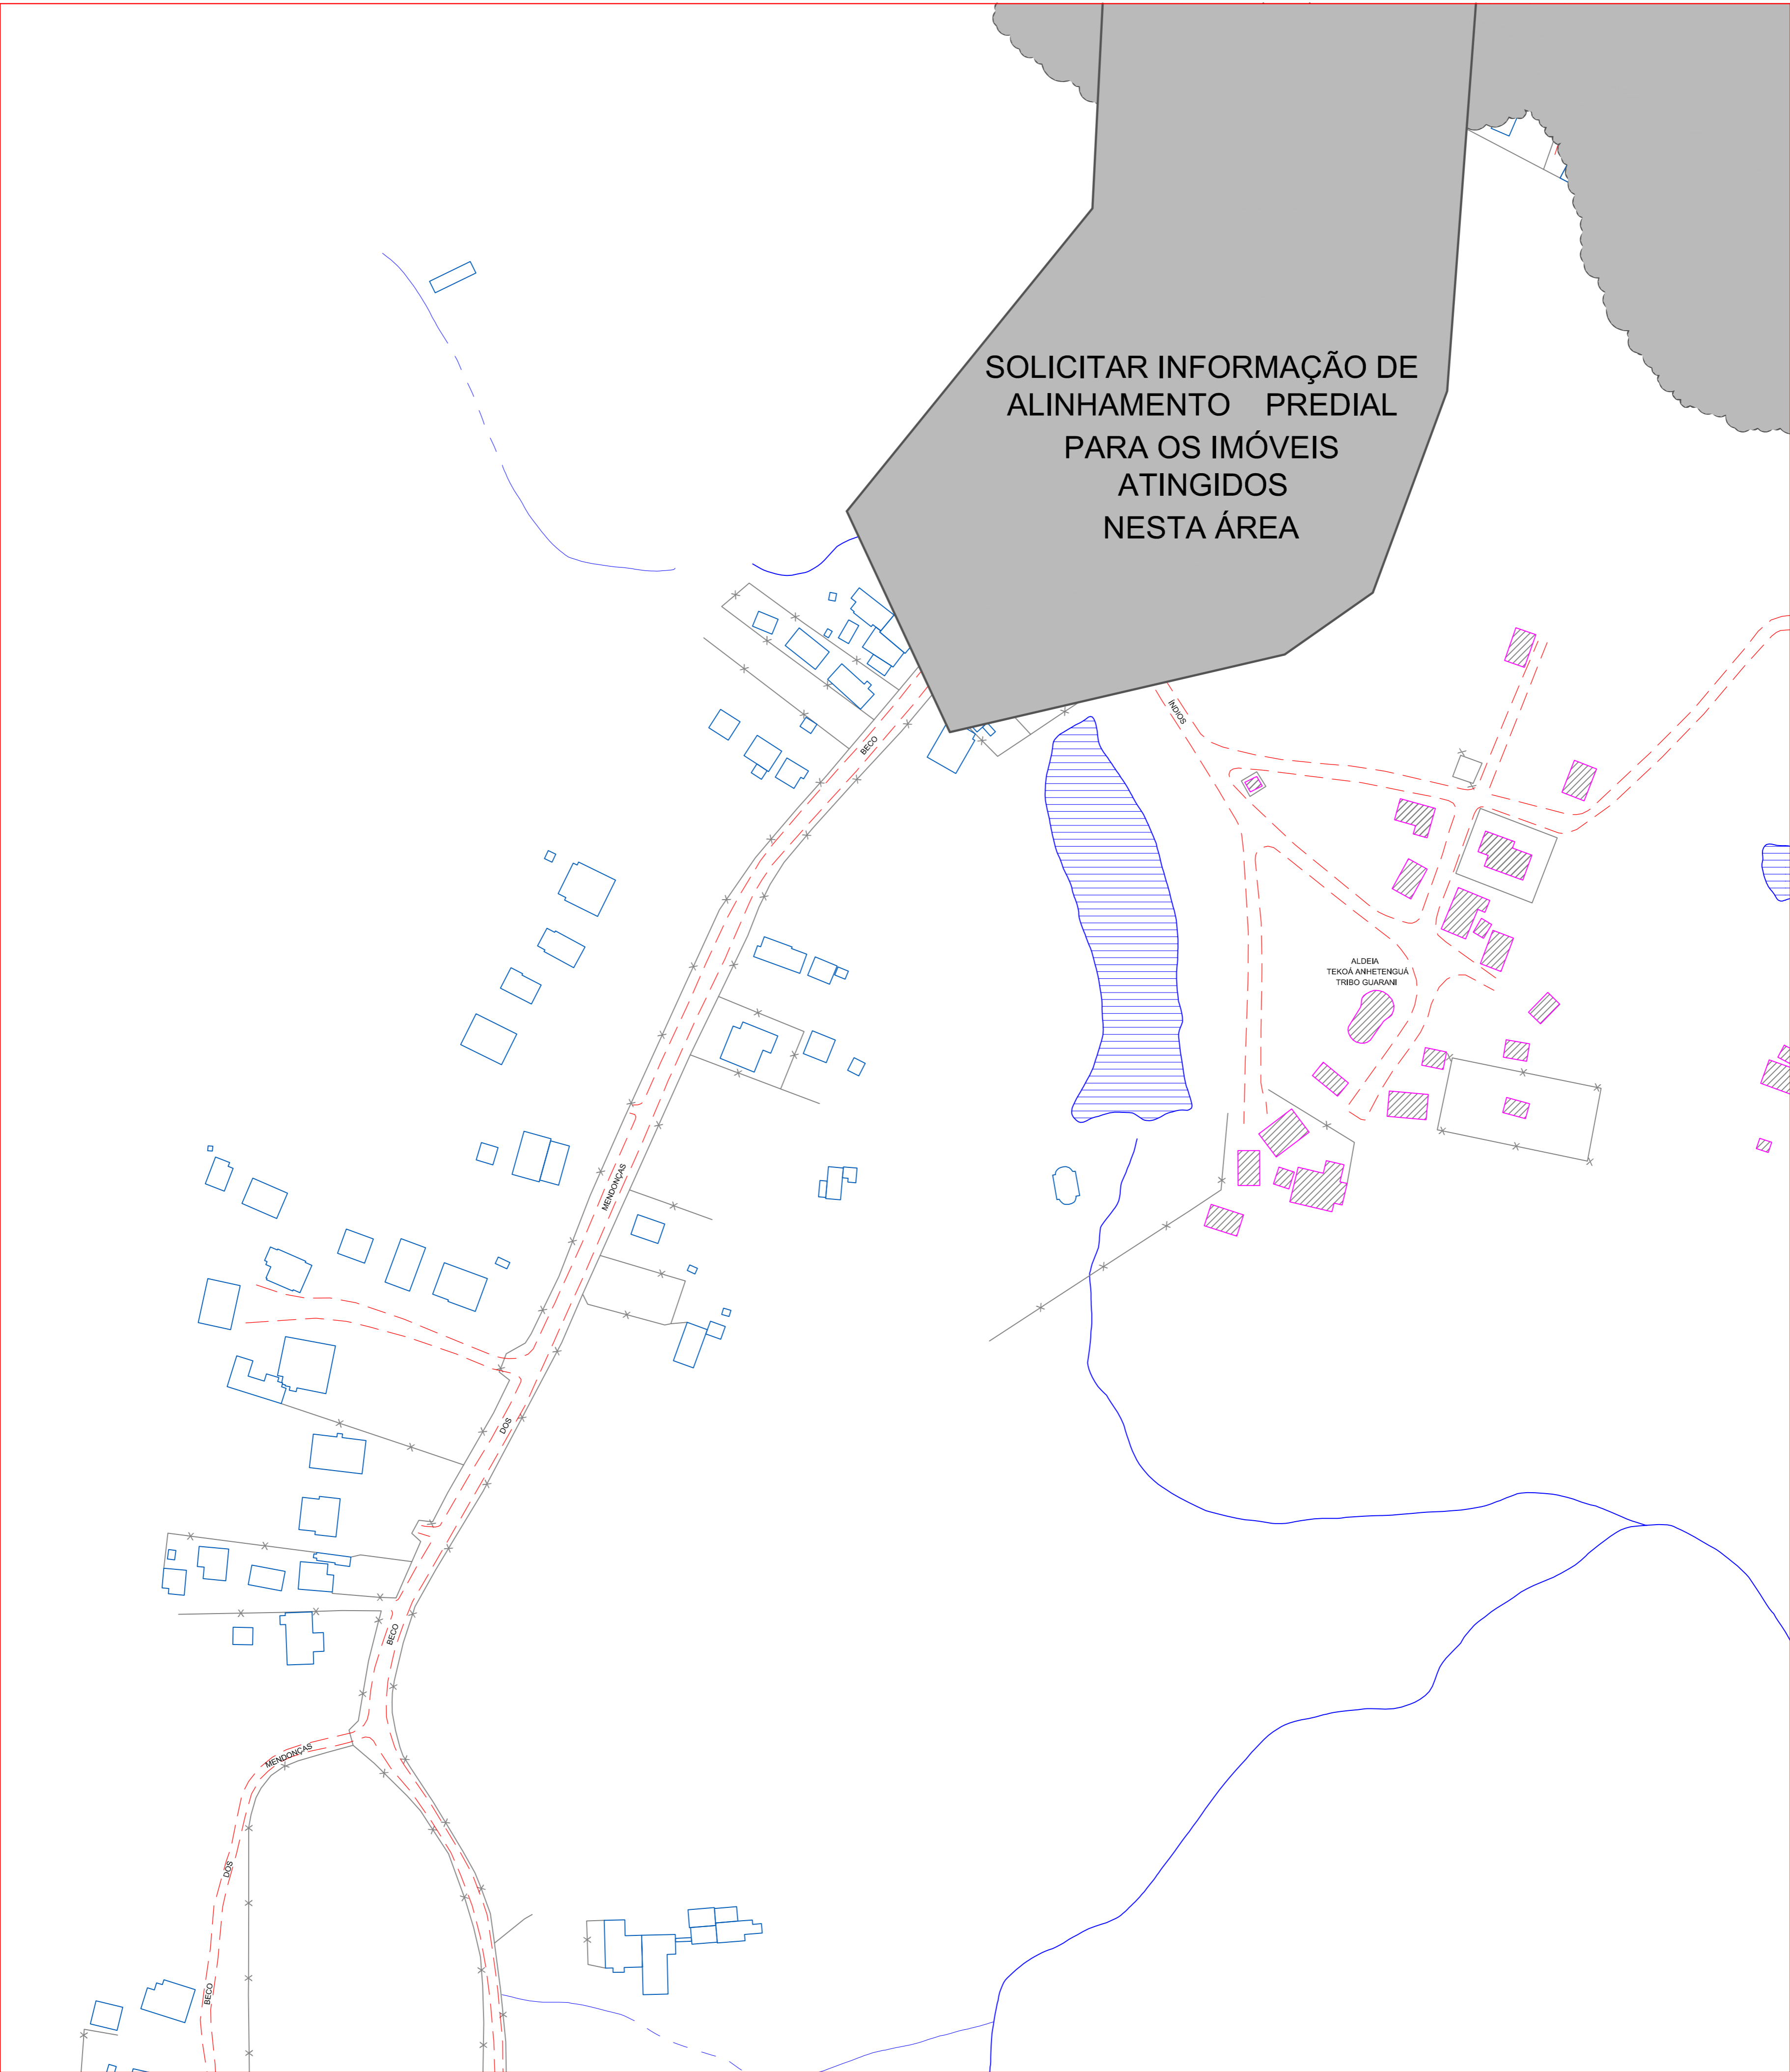 SOLICITAR INFORMAÇÃO DE
ALINHAMENTO PREDIAL
PARA OS IMÓVEIS
ATINGIDOS
NESTA ÁREA
ÍNDIOS
BECO
ALDEIA
TEKOÁ ANHETENGUÁ
TRIBO GUARANI
MENDONÇAS
DOS
BECO
MENDONÇAS
DOS
BECO